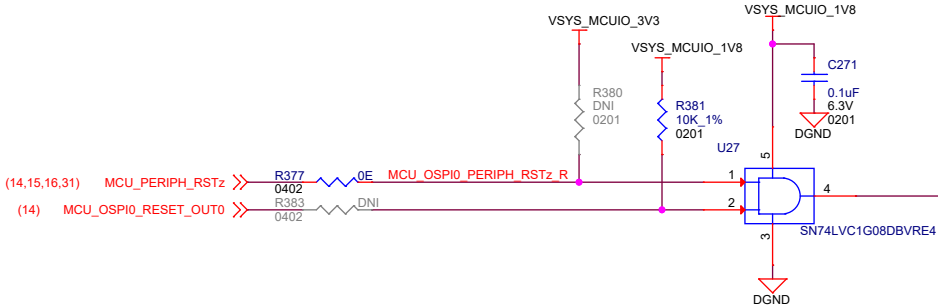 VSYS_MCUIO_1V8
VSYS_MCUIO_3V3
VSYS_MCUIO_1V8
C271
0.1uF
6.3V
0201
DGND
R380
DNI
0201
R381
10K_1%
0201
U27
5
(14,15,16,31) MCU_PERIPH_RSTz R377 0E MCU_OSPI0_PERIPH_RSTz_R 1
0402
4
(14) MCU_OSPI0_RESET_OUT0 R383 DNI 2
0402
SN74LVC1G08DBVRE4
3
DGND